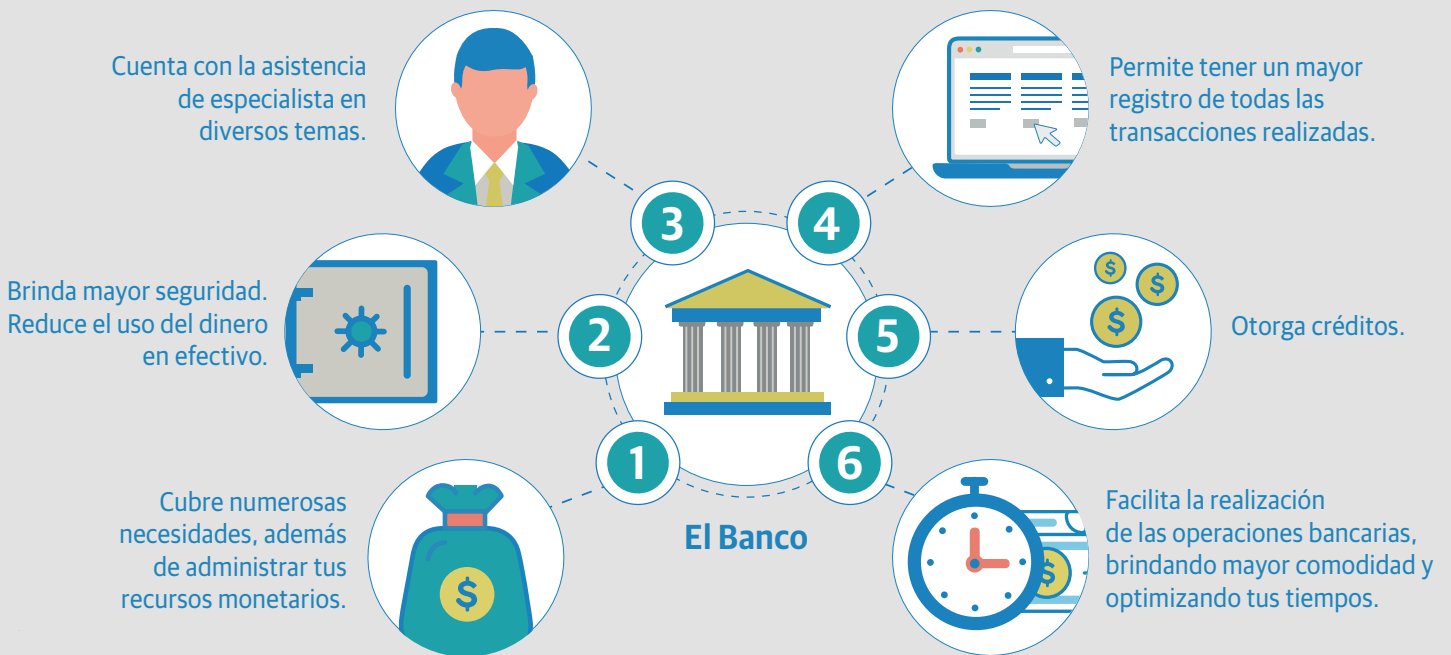 Cuenta con la asistencia
de especialista en
diversos temas.
3
Brinda mayor seguridad.
Reduce el uso del dinero
en efectivo.
2
Cubre numerosas
necesidades, además
de administrar tus
recursos monetarios.
$
1
El Banco
4
Permite tener un mayor
registro de todas las
transacciones realizadas.
5
$
$
$
Otorga créditos.
6
$
Facilita la realización
de las operaciones bancarias,
brindando mayor comodidad y
optimizando tus tiempos.